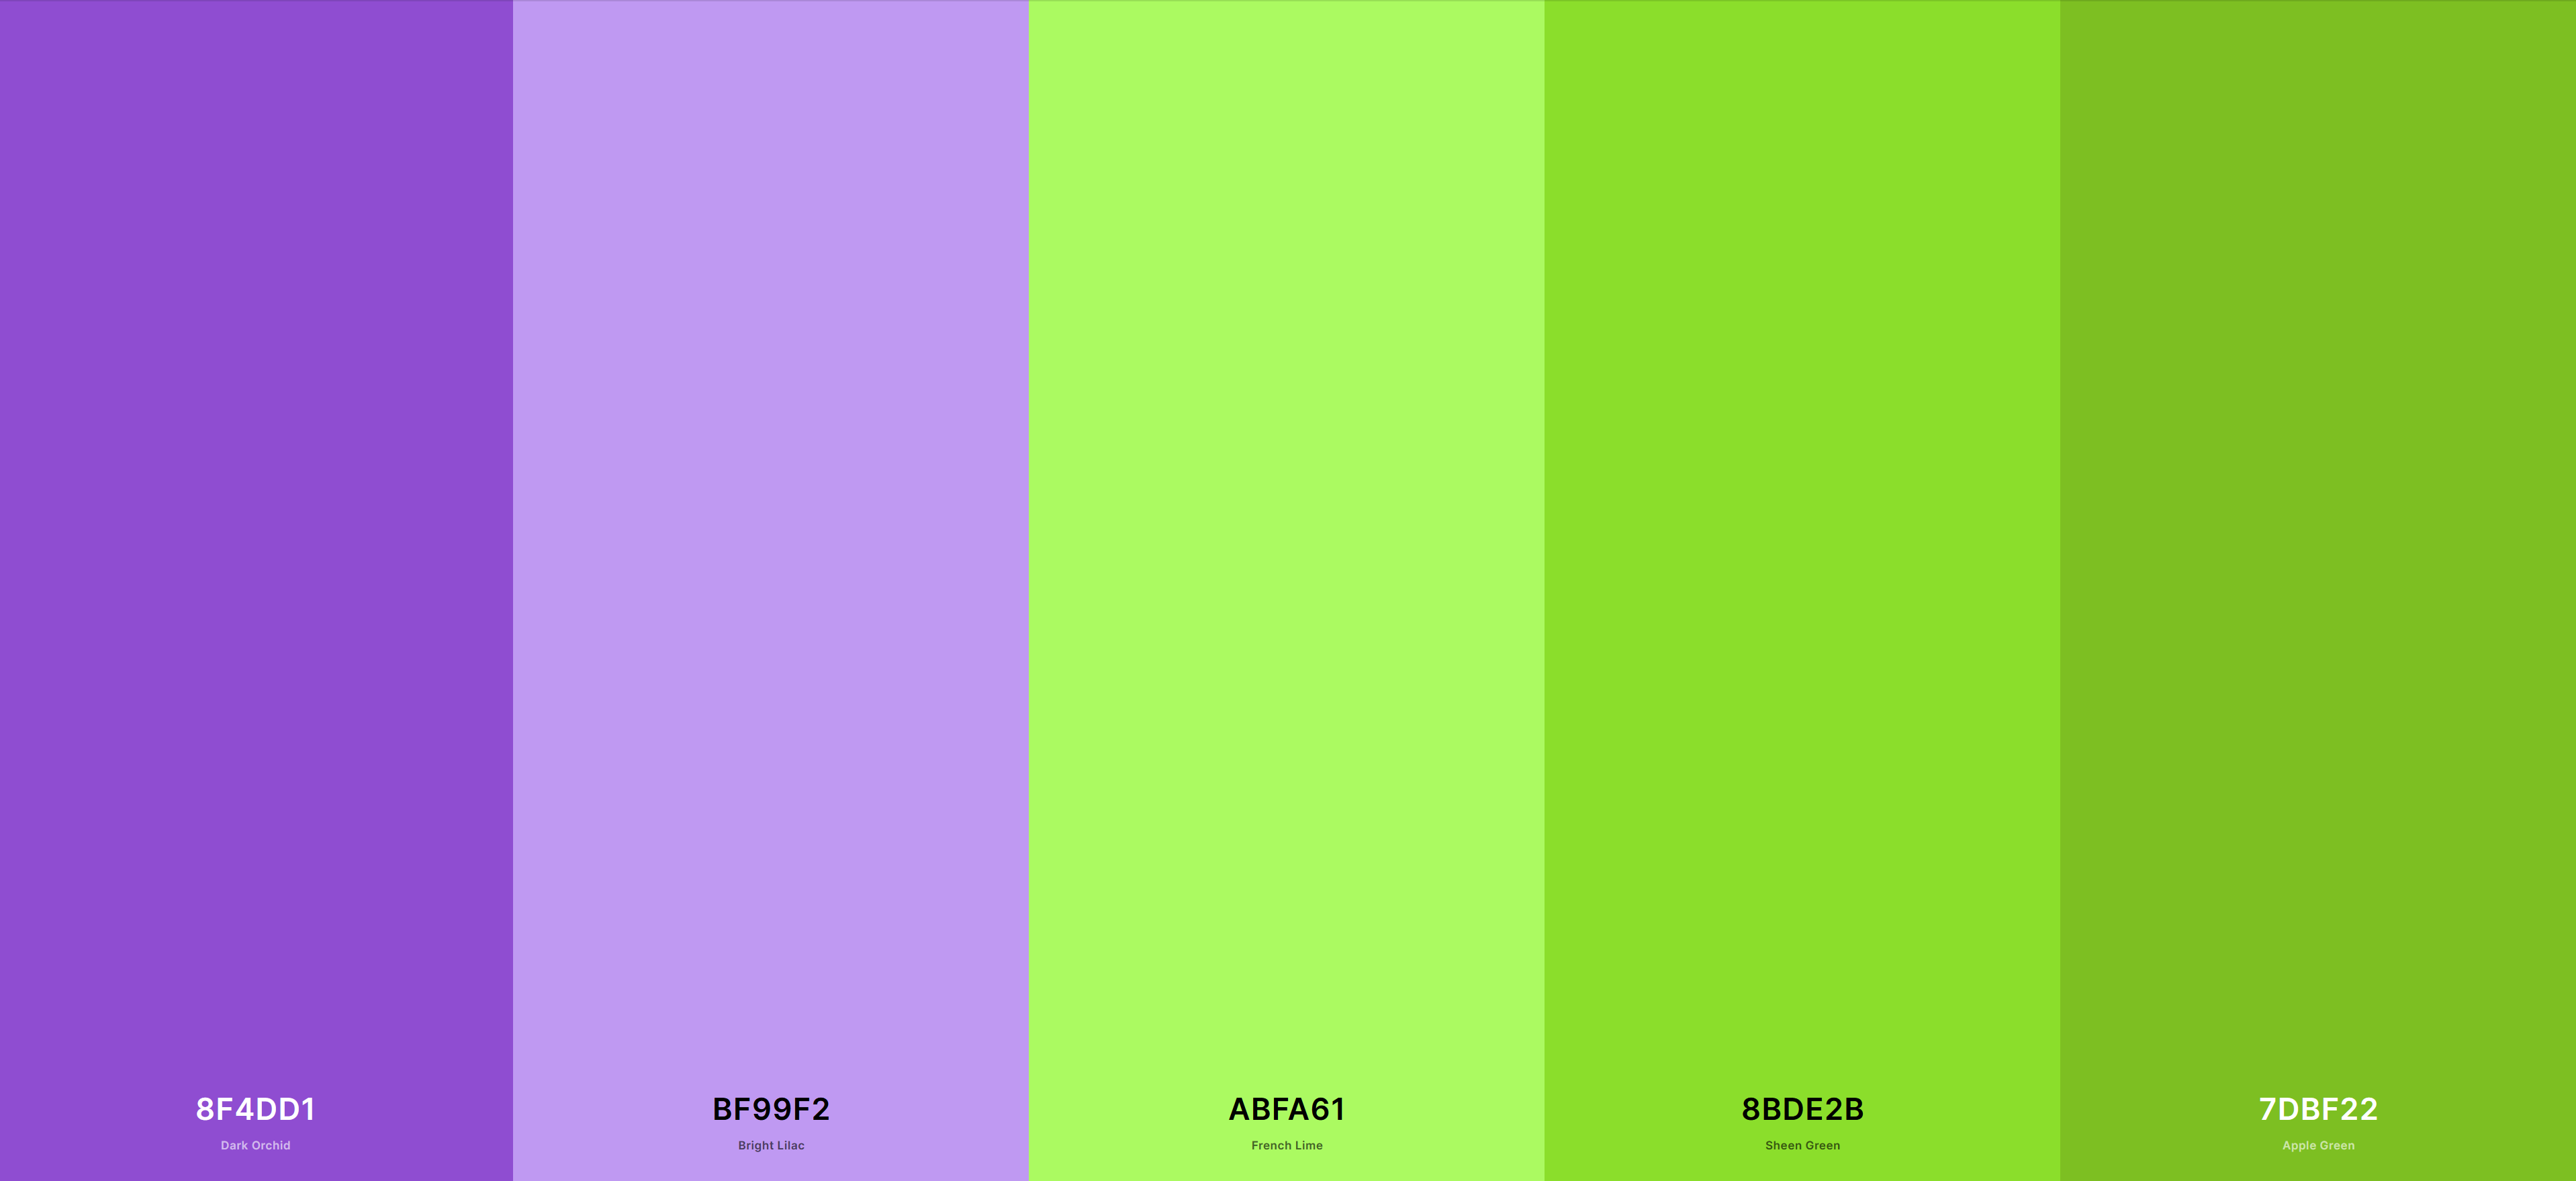 8F4DD1
Dark Orchid
BF99F2
Bright Lilac
ABFA61
French Lime
8BDE2B
Sheen Green
7DBF22
Apple Green